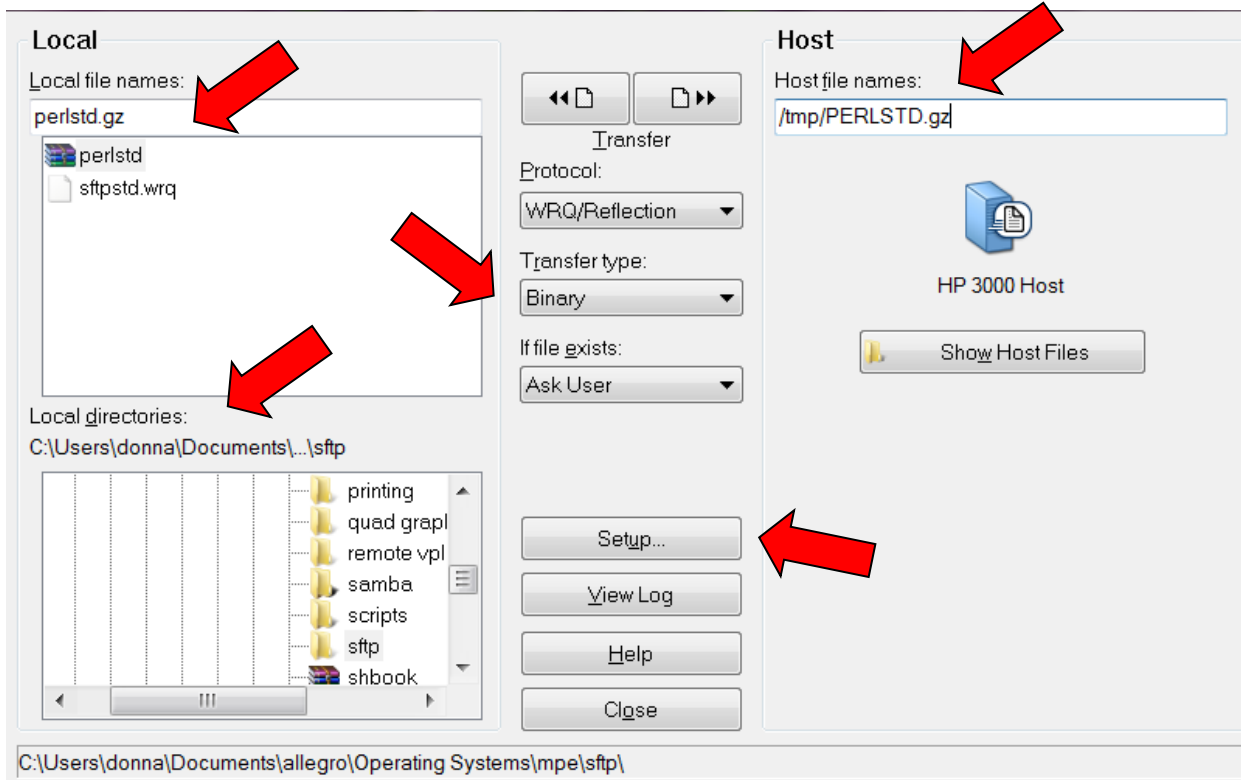 Local
Local file names:
perlstd.gz
perlstd
sftpstd.wrq
Local directories:
C:\Users\donna\Documents\...\sftp
printing
quad grapl
remote vpl
samba
scripts
sftp
shbook
Transfer
Protocol:
WRQ/Reflection
Transfer type:
Binary
If file exists:
Ask User
Setup...
View Log
Help
Close
Host
Host file names:
/tmp/PERLSTD.gz
HP 3000 Host
Show Host Files
C:\Users\donna\Documents\allegro\Operating Systems\mpe\sftp\